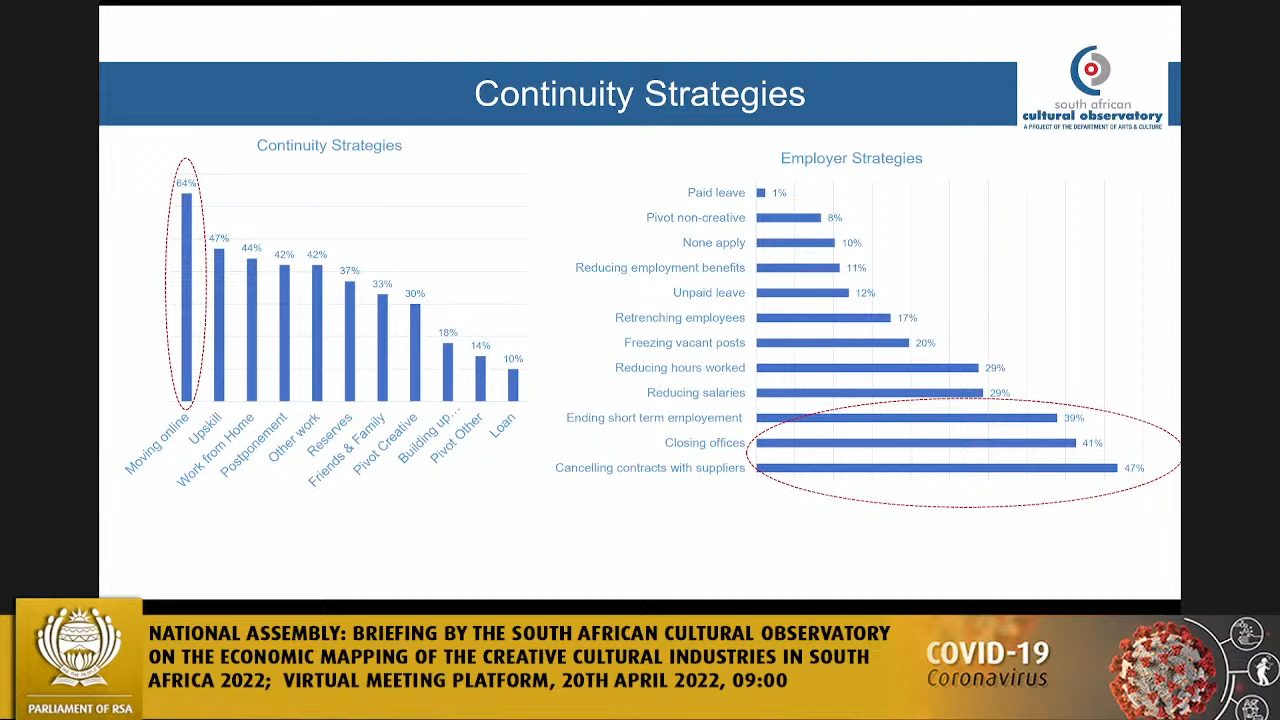 Continuity Strategies
south african
cultural observatory
A PROJECT OF THE DEPARTMENT OF ARTS & CULTURE
Continuity Strategies
64%
47%
44%
42%
42%
37%
33%
30%
18%
14%
10%
Moving online
Upskill
Work from Home
Postponement
Other work
Reserves
Friends & Family
Pivot Creative
Building up...
Pivot Other
Loan
Employer Strategies
Paid leave 1%
Pivot non-creative 8%
None apply 10%
Reducing employment benefits 11%
Unpaid leave 12%
Retrenching employees 17%
Freezing vacant posts 20%
Reducing hours worked 29%
Reducing salaries 29%
Ending short term employement 39%
Closing offices 41%
Cancelling contracts with suppliers 47%
NATIONAL ASSEMBLY: BRIEFING BY THE SOUTH AFRICAN CULTURAL OBSERVATORY
ON THE ECONOMIC MAPPING OF THE CREATIVE CULTURAL INDUSTRIES IN SOUTH
AFRICA 2022; VIRTUAL MEETING PLATFORM, 20TH APRIL 2022, 09:00
PARLIAMENT OF RSA
COVID-19
Coronavirus